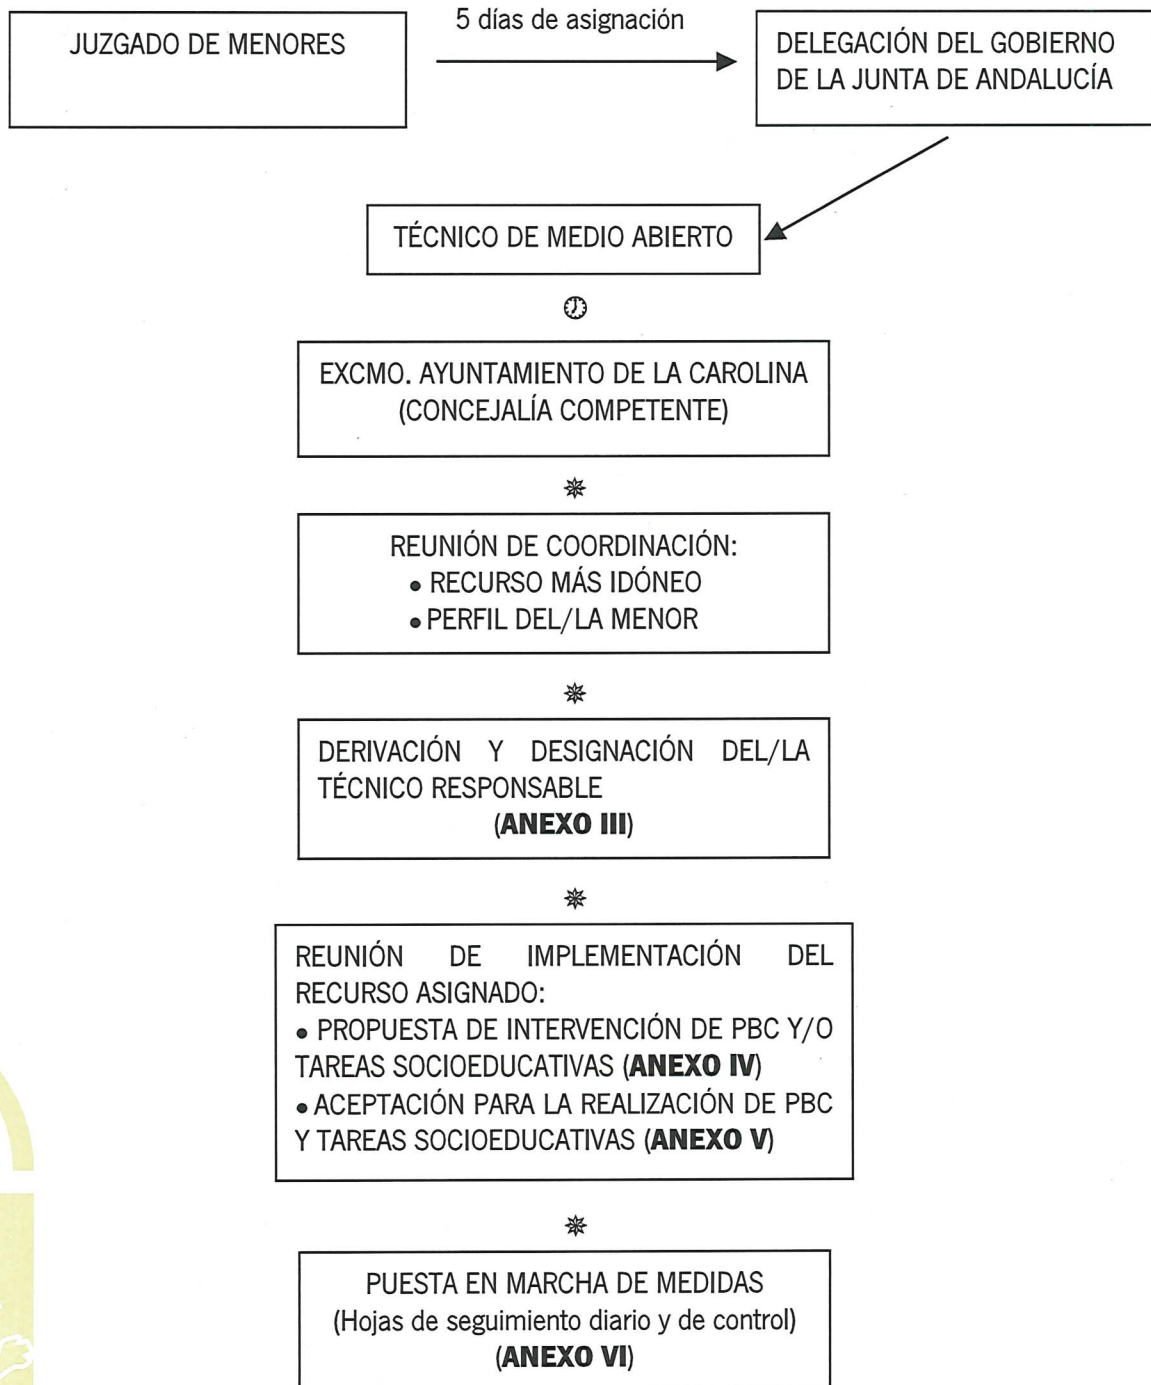 JUZGADO DE MENORES
5 días de asignación
DELEGACIÓN DEL GOBIERNO
DE LA JUNTA DE ANDALUCÍA
TÉCNICO DE MEDIO ABIERTO
EXCMO. AYUNTAMIENTO DE LA CAROLINA
(CONCEJALÍA COMPETENTE)
REUNIÓN DE COORDINACIÓN:
• RECURSO MÁS IDÓNEO
• PERFIL DEL/LA MENOR
DERIVACIÓN Y DESIGNACIÓN DEL/LA
TÉCNICO RESPONSABLE
(ANEXO III)
REUNIÓN DE IMPLEMENTACIÓN DEL
RECURSO ASIGNADO:
• PROPUESTA DE INTERVENCIÓN DE PBC Y/O
TAREAS SOCIOEDUCATIVAS (ANEXO IV)
• ACEPTACIÓN PARA LA REALIZACIÓN DE PBC
Y TAREAS SOCIOEDUCATIVAS (ANEXO V)
PUESTA EN MARCHA DE MEDIDAS
(Hojas de seguimiento diario y de control)
(ANEXO VI)